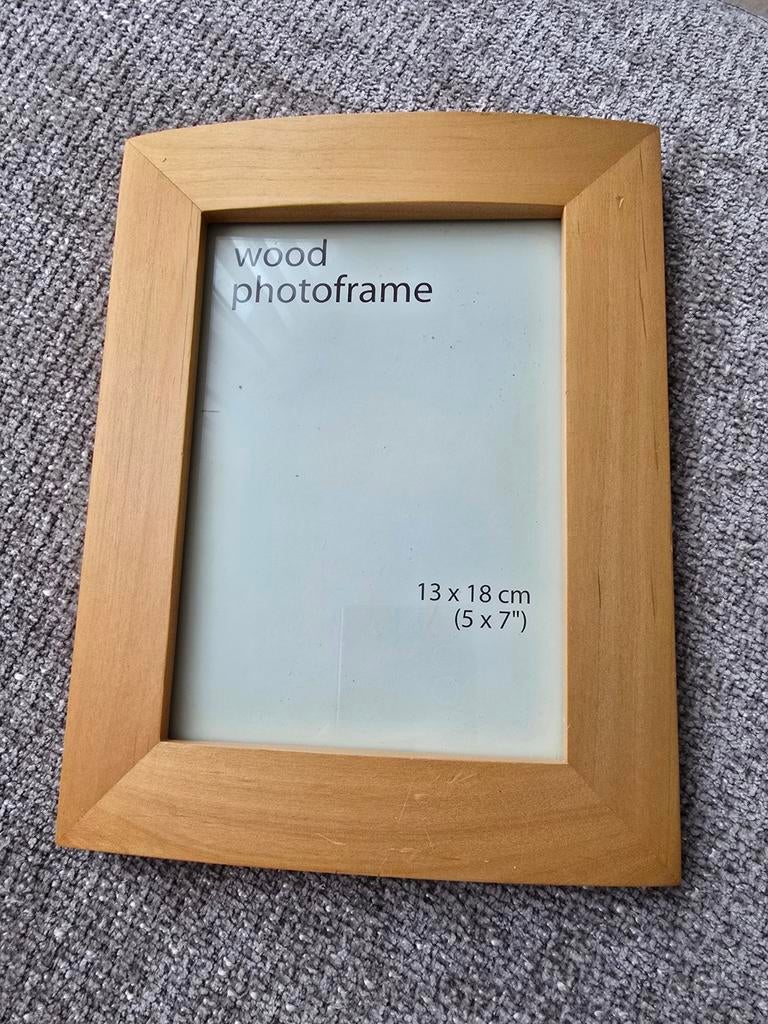 wood
photoframe
13 x 18 cm
(5 x 7")